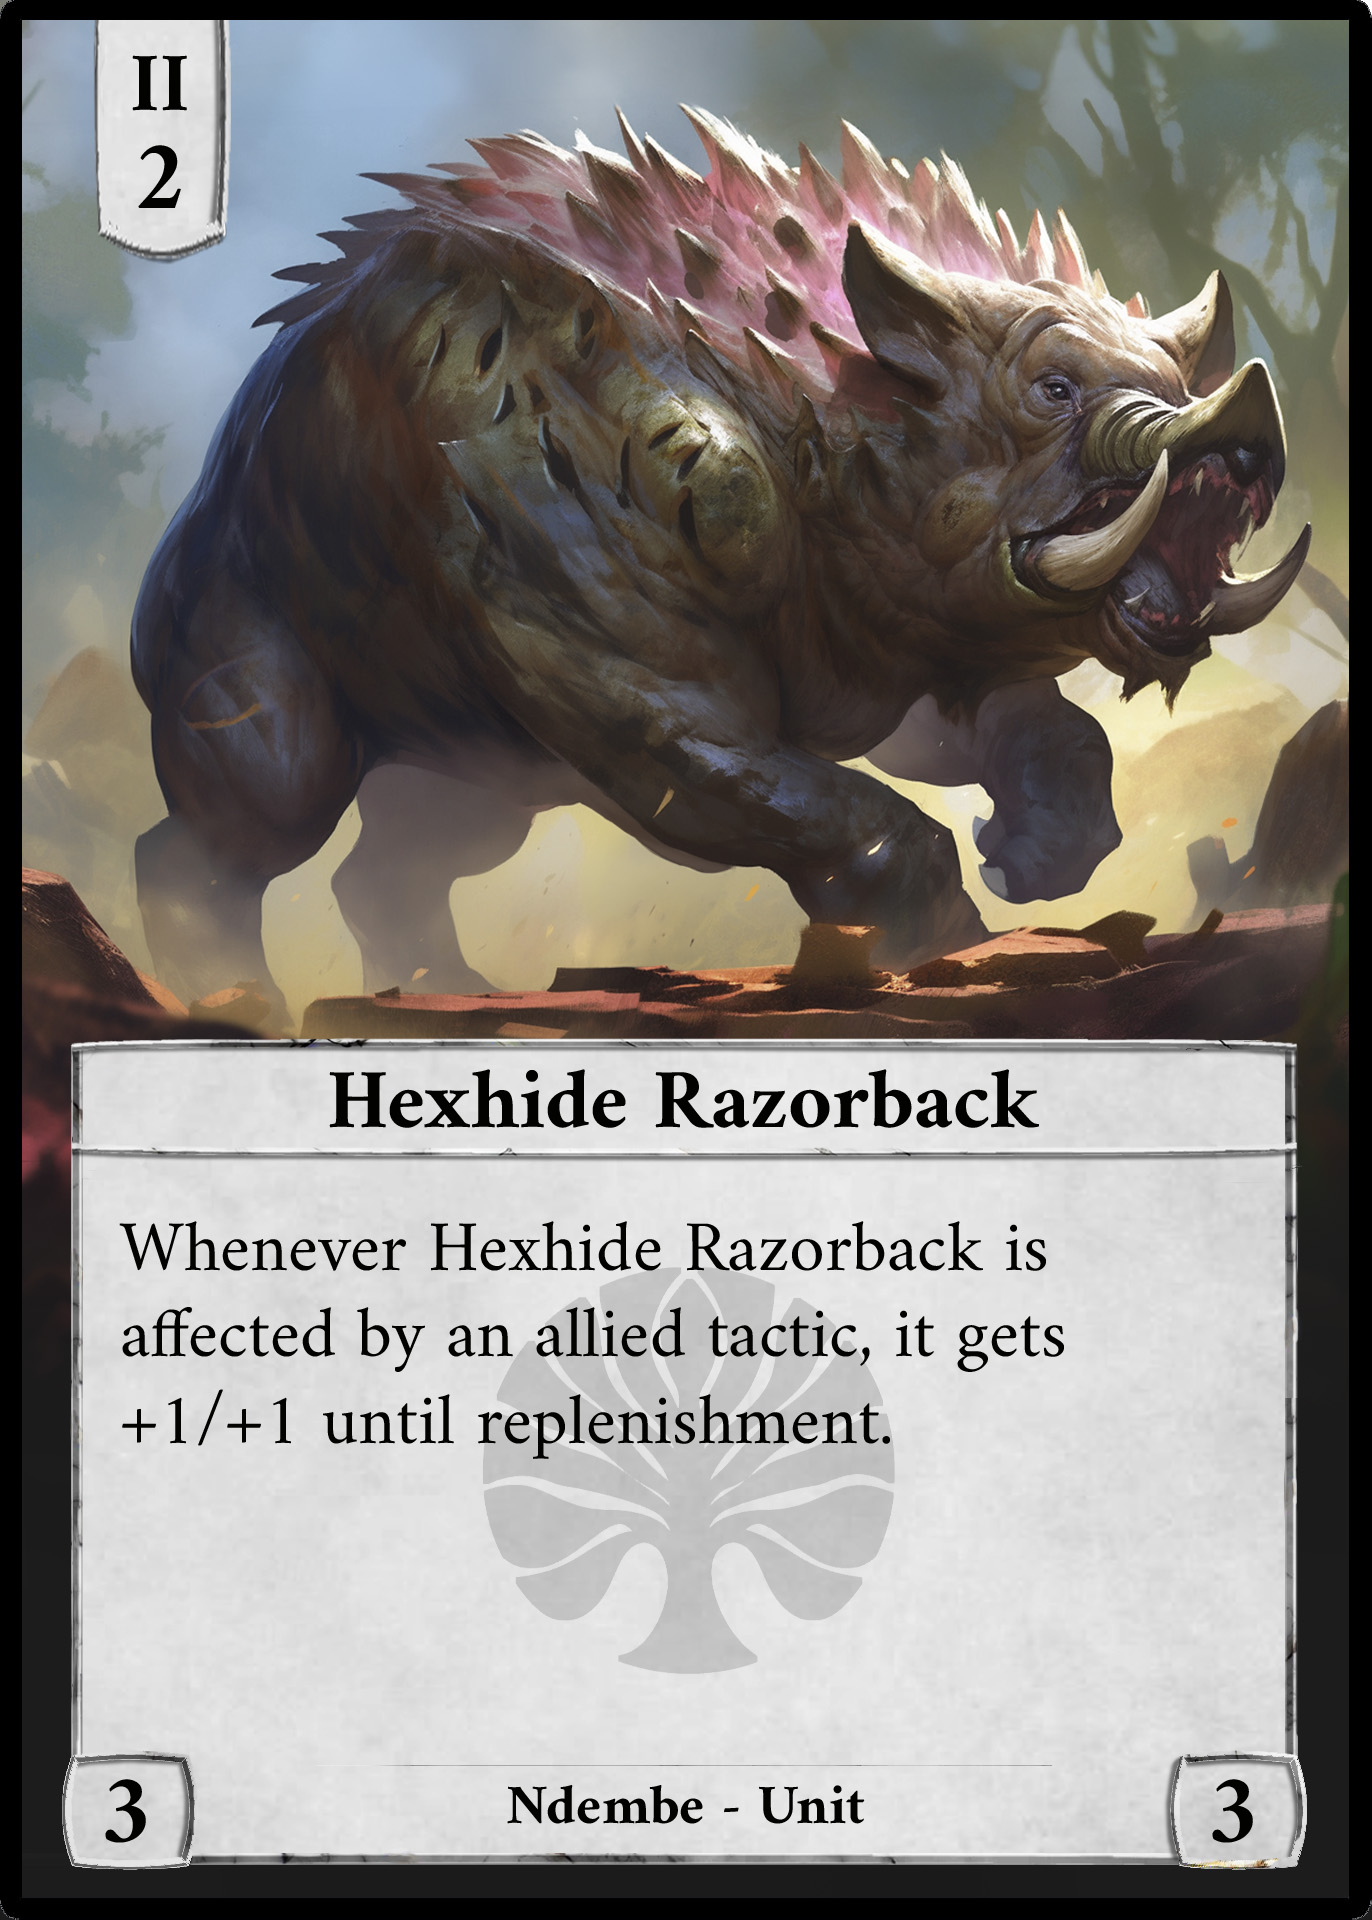 II
2
Hexhide Razorback
Whenever Hexhide Razorback is
affected by an allied tactic, it gets
+1/+1 until replenishment.
3
Ndembe - Unit
3